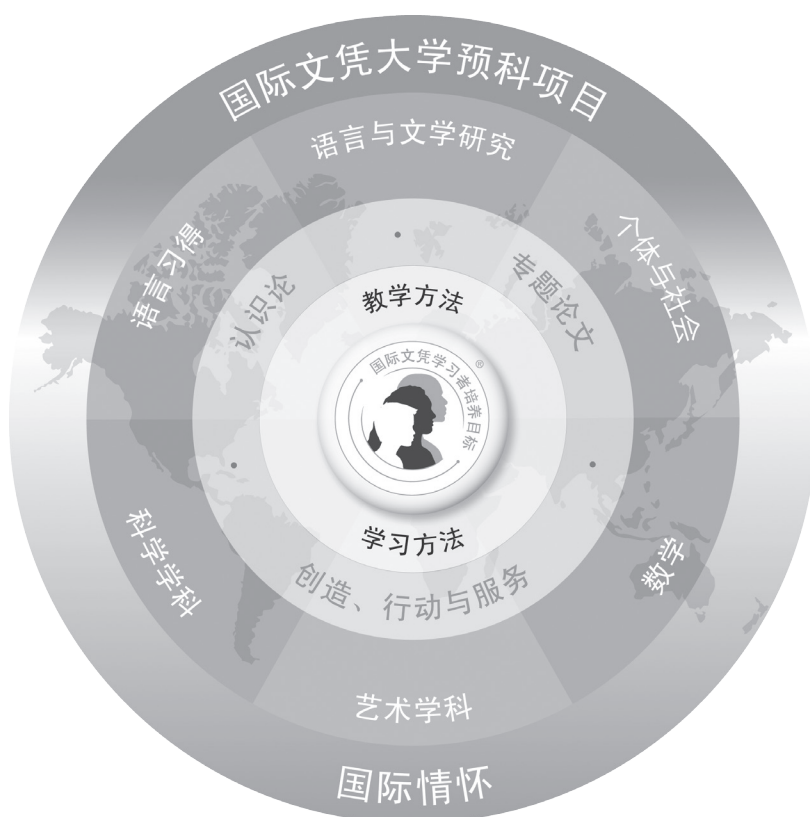 国际文凭大学预科项目
语言与文学研究
语言习得
个体与社会
认识论
专题论文
教学方法
国际文凭学习者培养目标
®
学习方法
创造、行动与服务
科学学科
数学
艺术学科
国际情怀